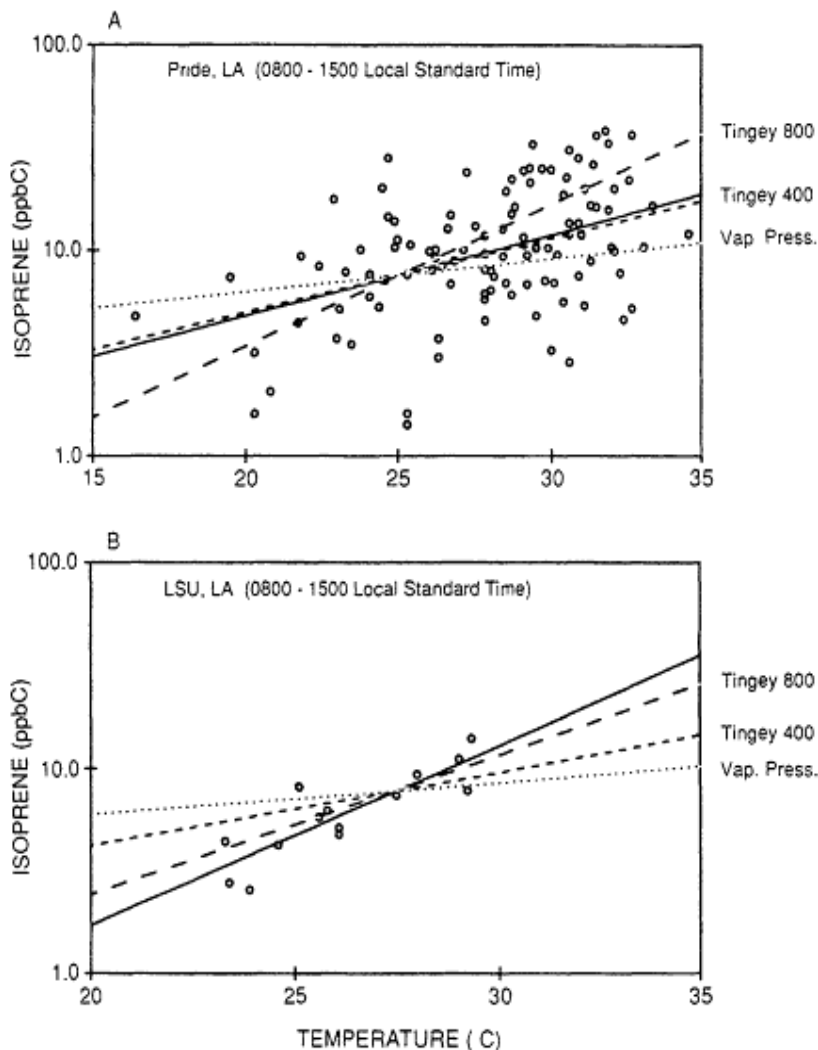 A
100.0
Pride, LA (0800 - 1500 Local Standard Time)
Tingey 800
Tingey 400
Vap Press.
10.0
ISOPRENE (ppbC)
1.0
15 20 25 30 35
B
100.0
LSU, LA (0800 - 1500 Local Standard Time)
Tingey 800
Tingey 400
Vap. Press.
10.0
ISOPRENE (ppbC)
1.0
20 25 30 35
TEMPERATURE ( C)